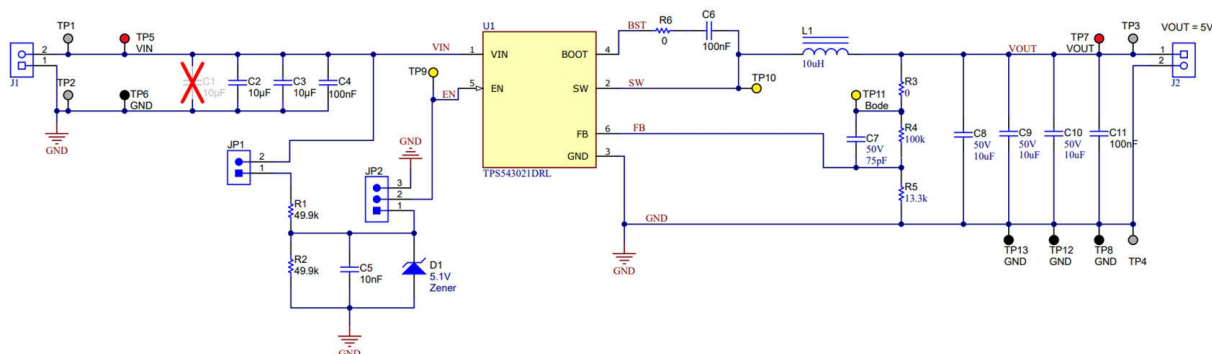 TP1
TP5
VIN
J1
2
1
TP2
TP6
GND
GND
C1
10µF
C2
10µF
C3
10µF
C4
100nF
VIN
TP9
EN
U1
1
VIN
5
EN
BOOT
4
SW
2
FB
6
GND
3
TPS543021DRL
BST
R6
0
C6
100nF
SW
TP10
L1
10uH
FB
TP11
Bode
C7
50V
75pF
R3
0
R4
100k
R5
13.3k
GND
GND
C8
50V
10uF
C9
50V
10uF
C10
50V
10uF
C11
100nF
VOUT
TP7
VOUT
TP3
VOUT = 5V
1
2
J2
TP13
GND
TP12
GND
TP8
GND
TP4
JP1
2
1
R1
49.9k
R2
49.9k
C5
10nF
GND
JP2
3
2
1
D1
5.1V
Zener
GND